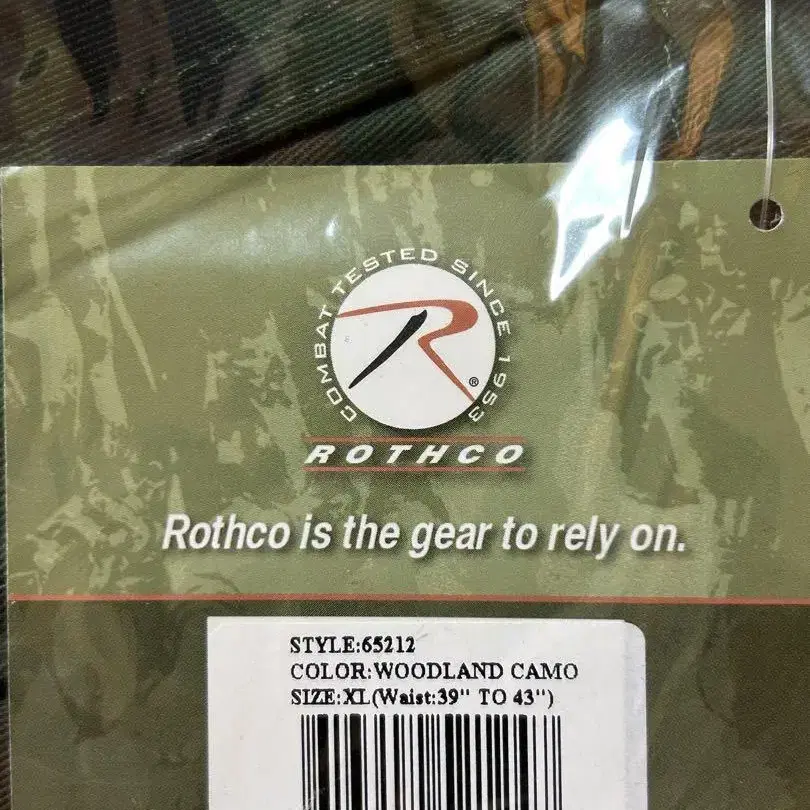 COMBAT TESTED SINCE 1953
R
®
ROTHCO
Rothco is the gear to rely on.
STYLE:65212
COLOR:WOODLAND CAMO
SIZE:XL(Waist:39" TO 43")